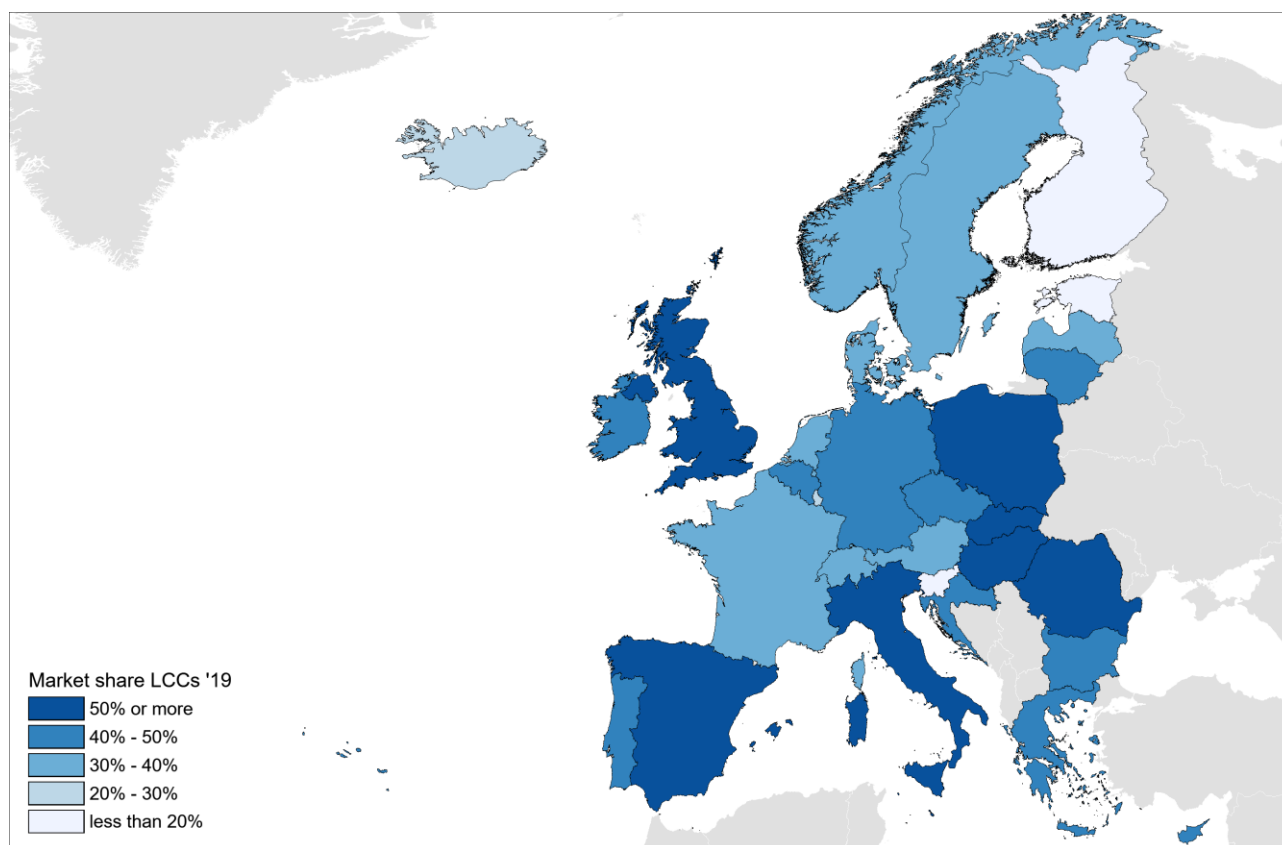 Market share LCCs '19
50% or more
40% - 50%
30% - 40%
20% - 30%
less than 20%